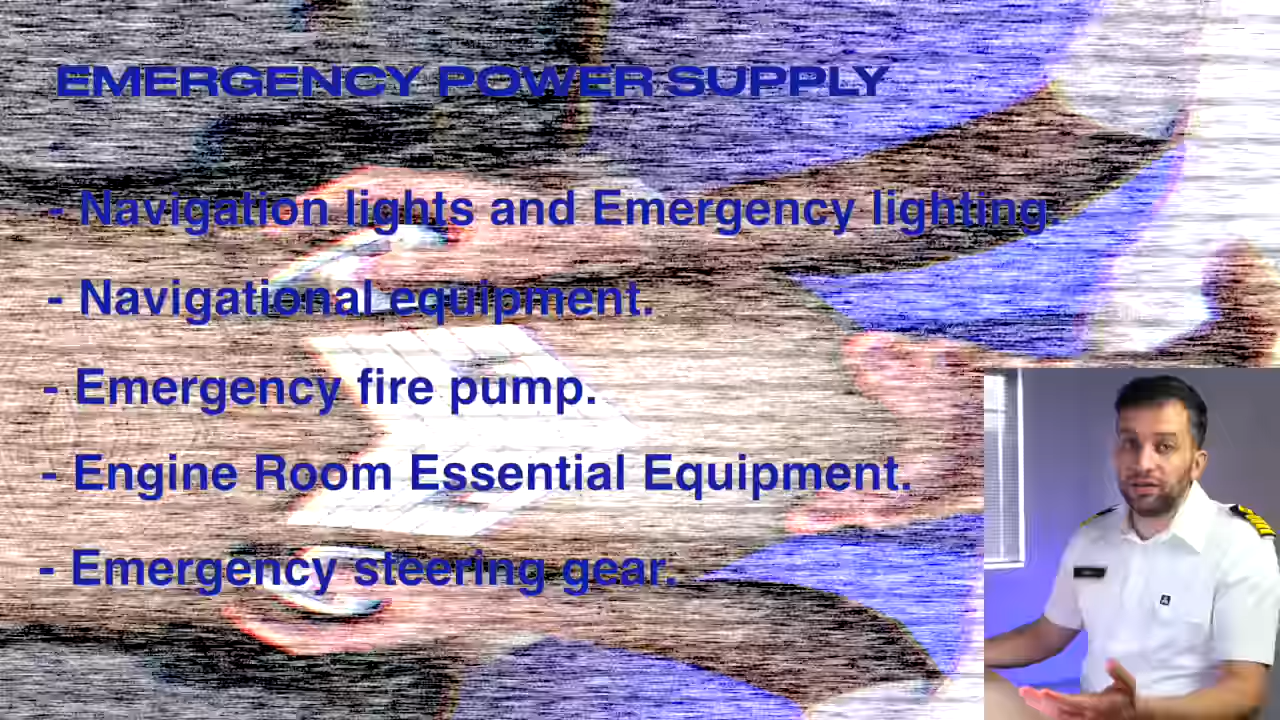 EMERGENCY POWER SUPPLY
- Navigation lights and Emergency lighting.
- Navigational equipment.
- Emergency fire pump.
- Engine Room Essential Equipment.
- Emergency steering gear.